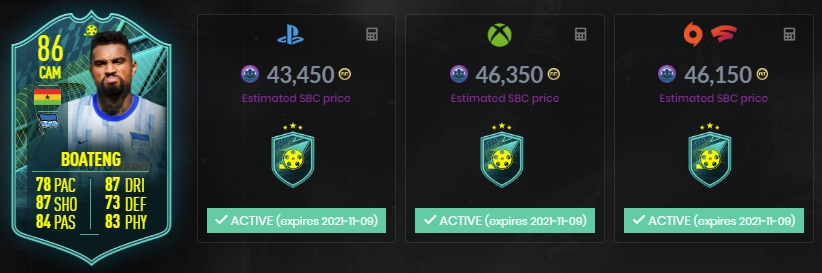 86
CAM
BOATENG
78 PAC 87 DRI
87 SHO 73 DEF
84 PAS 83 PHY
43,450
Estimated SBC price
ACTIVE (expires 2021-11-09)
46,350
Estimated SBC price
ACTIVE (expires 2021-11-09)
46,150
Estimated SBC price
ACTIVE (expires 2021-11-09)